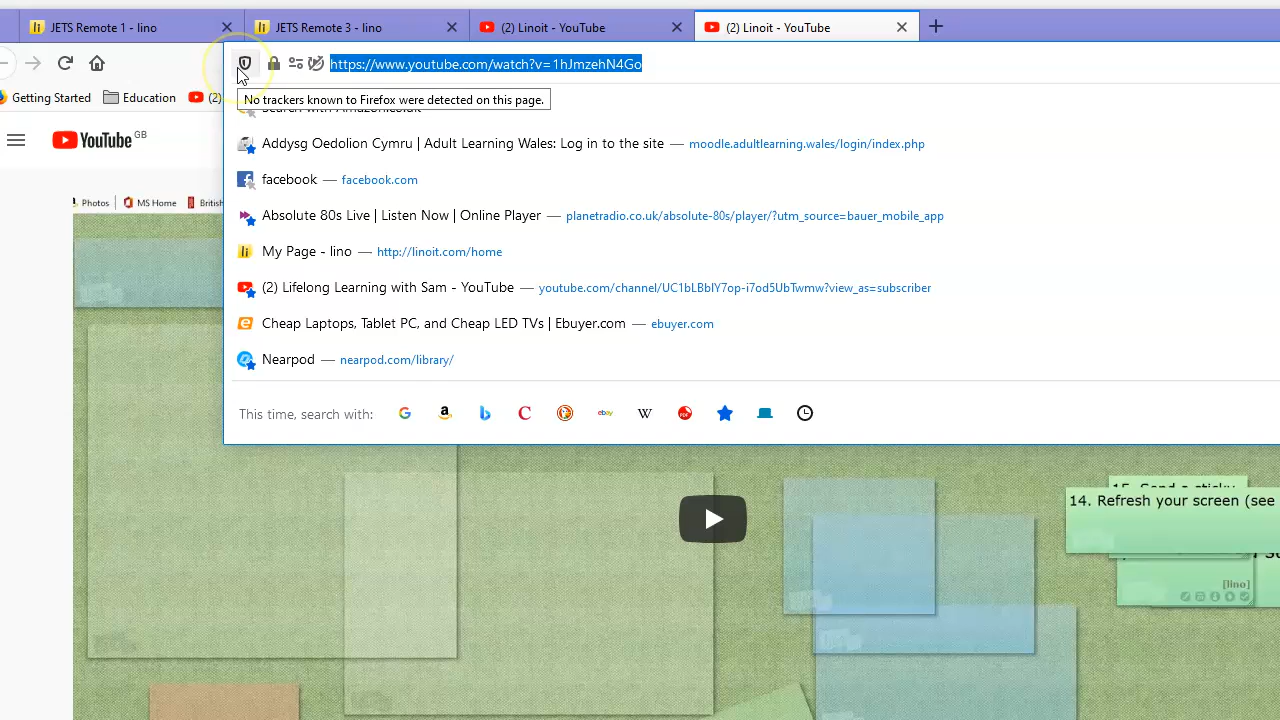 JETS Remote 1 - lino
JETS Remote 3 - lino
(2) Linoit - YouTube
(2) Linoit - YouTube
https://www.youtube.com/watch?v=1hJmzehN4Go
Getting Started
Education
(2)
No trackers known to Firefox were detected on this page.
YouTube GB
Addysg Oedolion Cymru | Adult Learning Wales: Log in to the site — moodle.adultlearning.wales/login/index.php
facebook — facebook.com
Photos
MS Home
British
Absolute 80s Live | Listen Now | Online Player — planetradio.co.uk/absolute-80s/player/?utm_source=bauer_mobile_app
My Page - lino — http://linoit.com/home
(2) Lifelong Learning with Sam - YouTube — youtube.com/channel/UC1bLBbIY7op-i7od5UbTwmw?view_as=subscriber
Cheap Laptops, Tablet PC, and Cheap LED TVs | Ebuyer.com — ebuyer.com
Nearpod — nearpod.com/library/
This time, search with:
14. Refresh your screen (see
[lino]